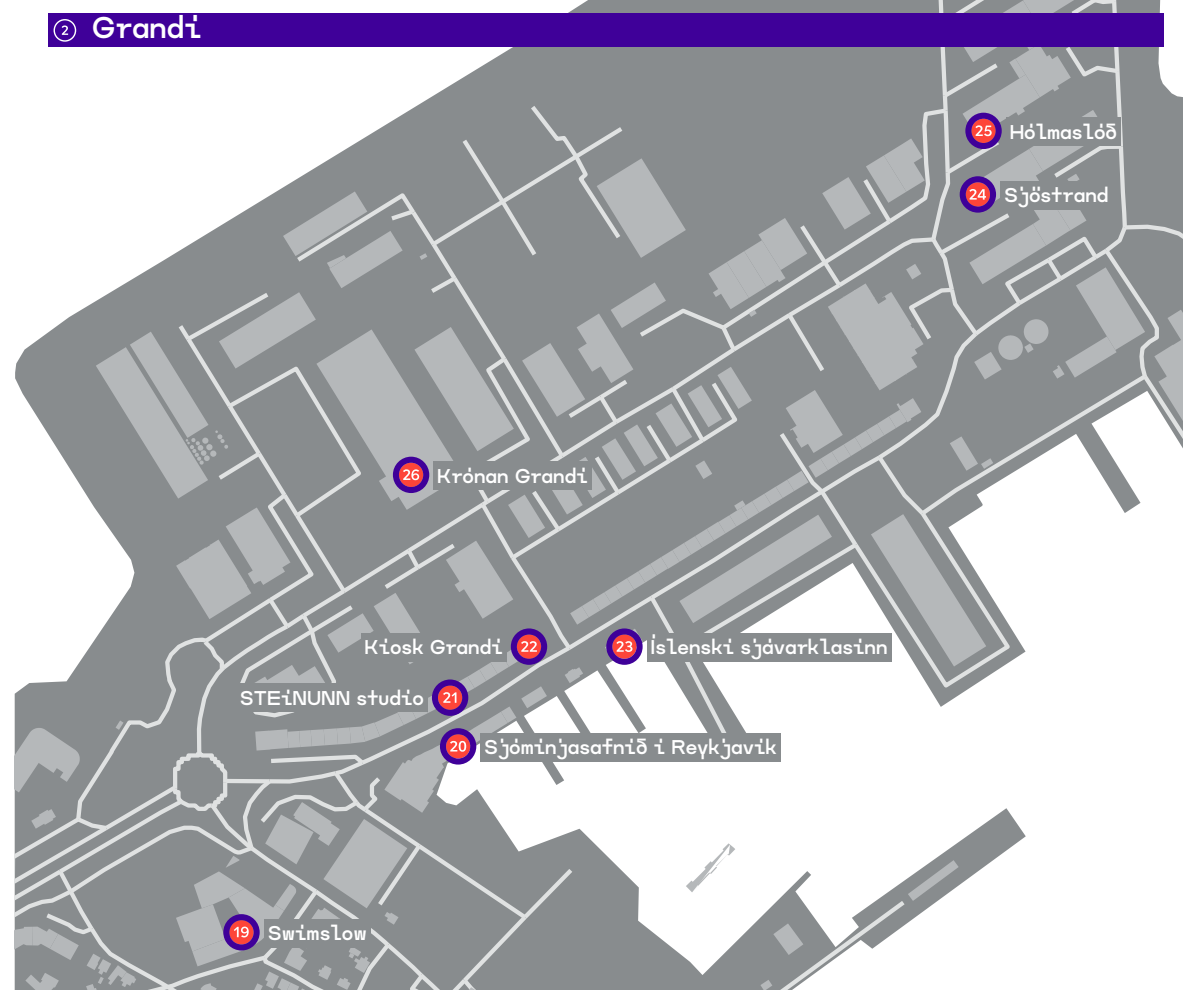 2 Grandi
25 Hólmaslóð
24 Sjöstrand
26 Krónan Grandi
Kiosk Grandi 22
23 Íslenski sjávarklasinn
STEiNUNN studio 21
20 Sjóminjasafnið í Reykjavík
19 Swimslow